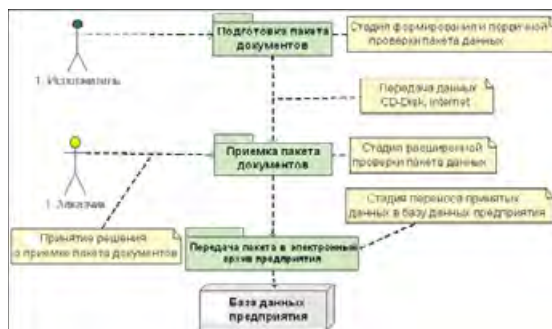 Подготовка пакета
документов
Стадия формирования и первичной
проверки пакета данных
1. Исполнитель
Передача данных
CD-Disk, Internet
Приемка пакета
документов
Стадия расширенной
проверки пакета данных
1. Заказчик
Стадия переноса принятых
данных в базу данных предприятия
Принятие решения
о приемке пакета документов
Передача пакета в электронный
архив предприятия
База данных
предприятия